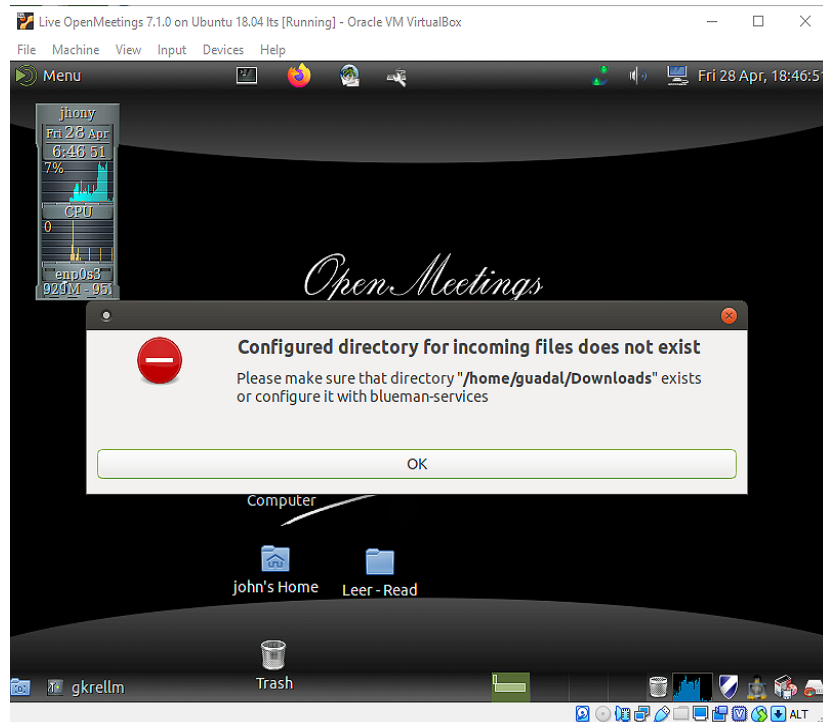 Live OpenMeetings 7.1.0 on Ubuntu 18.04 lts [Running] - Oracle VM VirtualBox
File Machine View Input Devices Help
Menu
Fri 28 Apr, 18:46:51
jhony
Fri 28 Apr
6:46 51
7%
CPU
0
enp0s3
929M - 951
OpenMeetings
Configured directory for incoming files does not exist
Please make sure that directory "/home/guadal/Downloads" exists
or configure it with blueman-services
OK
Computer
john's Home
Leer - Read
Trash
gkrellm
ALT